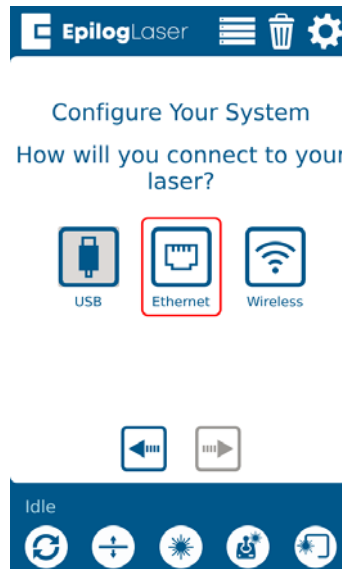 EpilogLaser
Configure Your System
How will you connect to your
laser?
USB
Ethernet
Wireless
Idle